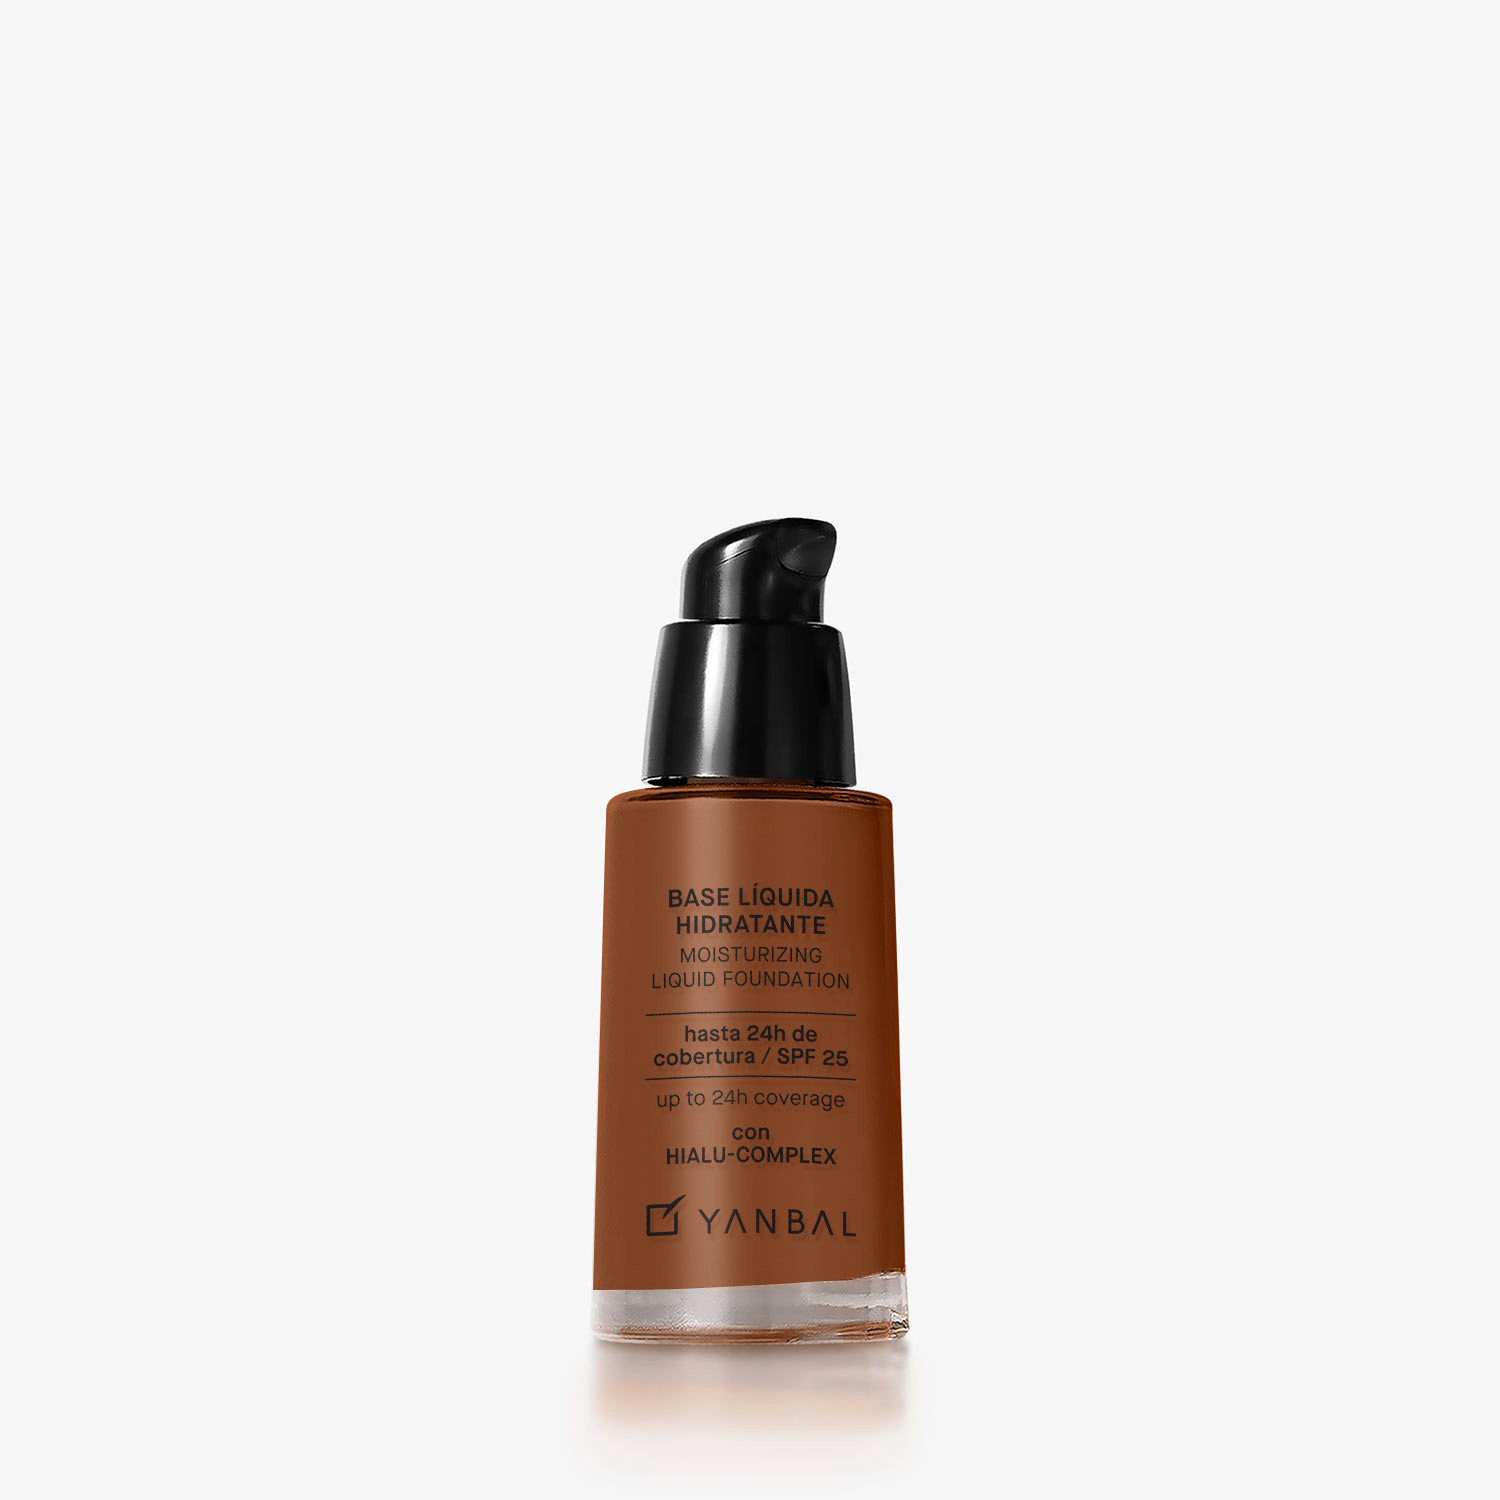 BASE LÍQUIDA
HIDRATANTE
MOISTURIZING
LIQUID FOUNDATION
hasta 24h de
cobertura / SPF 25
up to 24h coverage
con
HIALU-COMPLEX
YANBAL